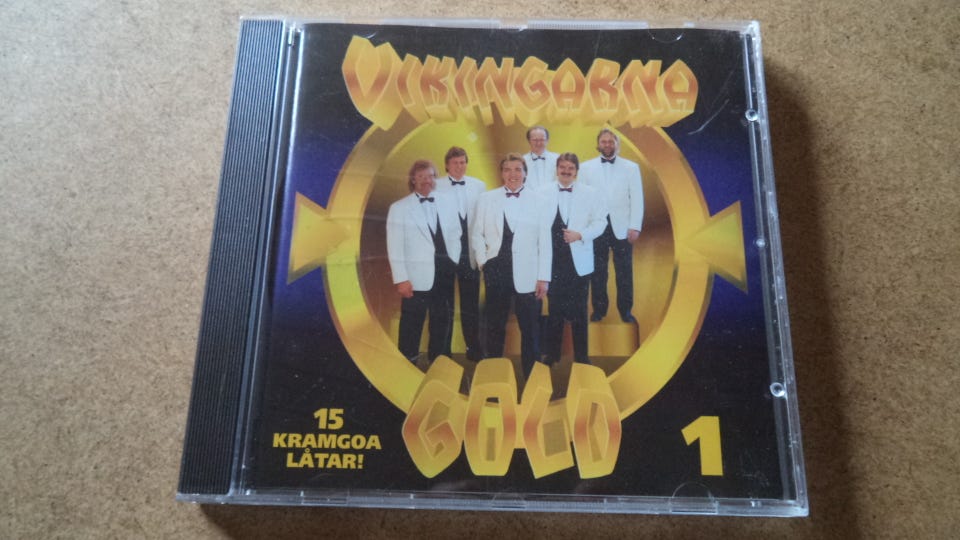 VIKINGARNA
GOLD
15
KRAMGOA
LÅTAR!
1